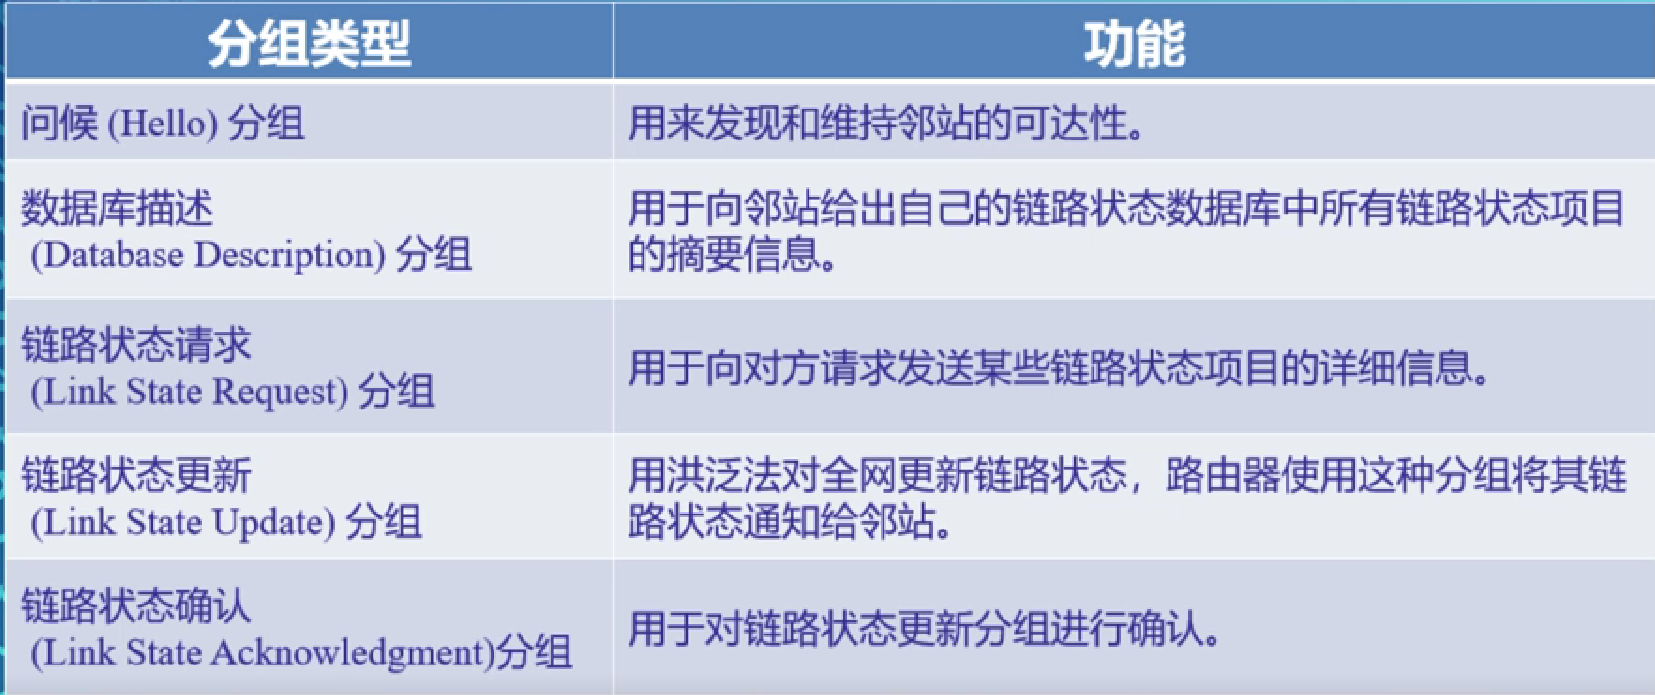 分组类型
功能
问候 (Hello) 分组
用来发现和维持邻站的可达性。
数据库描述
(Database Description) 分组
用于向邻站给出自己的链路状态数据库中所有链路状态项目
的摘要信息。
链路状态请求
(Link State Request) 分组
用于向对方请求发送某些链路状态项目的详细信息。
链路状态更新
(Link State Update) 分组
用洪泛法对全网更新链路状态，路由器使用这种分组将其链
路状态通知给邻站。
链路状态确认
(Link State Acknowledgment)分组
用于对链路状态更新分组进行确认。